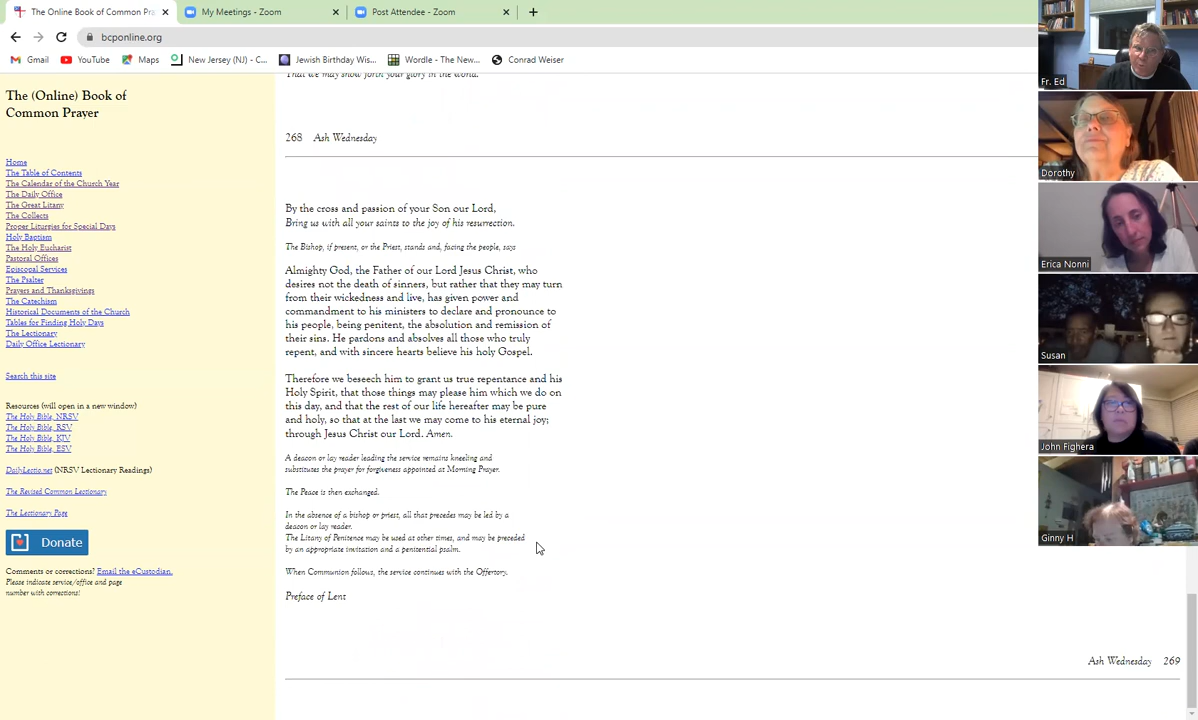 The Online Book of Common Pra
My Meetings - Zoom
Post Attendee - Zoom
bcponline.org
Gmail
YouTube
Maps
New Jersey (NJ) - C...
Jewish Birthday Wis...
Wordle - The New...
Conrad Weiser
The (Online) Book of
Common Prayer
Home
The Table of Contents
The Calendar of the Church Year
The Daily Office
The Great Litany
The Collects
Proper Liturgies for Special Days
Holy Baptism
The Holy Eucharist
Pastoral Offices
Episcopal Services
The Psalter
Prayers and Thanksgivings
The Catechism
Historical Documents of the Church
Tables for Finding Holy Days
The Lectionary
Daily Office Lectionary
Search this site
Resources (will open in a new window)
The Holy Bible, NRSV
The Holy Bible, RSV
The Holy Bible, KJV
The Holy Bible, ESV
DailyLectio.net (NRSV Lectionary Readings)
The Revised Common Lectionary
The Lectionary Page
Donate
Comments or corrections? Email the eCustodian.
Please indicate service/office and page
number with corrections!
That we may show forth your glory in the world.
268 Ash Wednesday
By the cross and passion of your Son our Lord,
Bring us with all your saints to the joy of his resurrection.
The Bishop, if present, or the Priest, stands and, facing the people, says
Almighty God, the Father of our Lord Jesus Christ, who
desires not the death of sinners, but rather that they may turn
from their wickedness and live, has given power and
commandment to his ministers to declare and pronounce to
his people, being penitent, the absolution and remission of
their sins. He pardons and absolves all those who truly
repent, and with sincere hearts believe his holy Gospel.
Therefore we beseech him to grant us true repentance and his
Holy Spirit, that those things may please him which we do on
this day, and that the rest of our life hereafter may be pure
and holy, so that at the last we may come to his eternal joy;
through Jesus Christ our Lord. Amen.
A deacon or lay reader leading the service remains kneeling and
substitutes the prayer for forgiveness appointed at Morning Prayer.
The Peace is then exchanged.
In the absence of a bishop or priest, all that precedes may be led by a
deacon or lay reader.
The Litany of Penitence may be used at other times, and may be preceded
by an appropriate invitation and a penitential psalm.
When Communion follows, the service continues with the Offertory.
Preface of Lent
Ash Wednesday 269
Fr. Ed
Dorothy
Erica Nonni
Susan
John Fighera
Ginny H